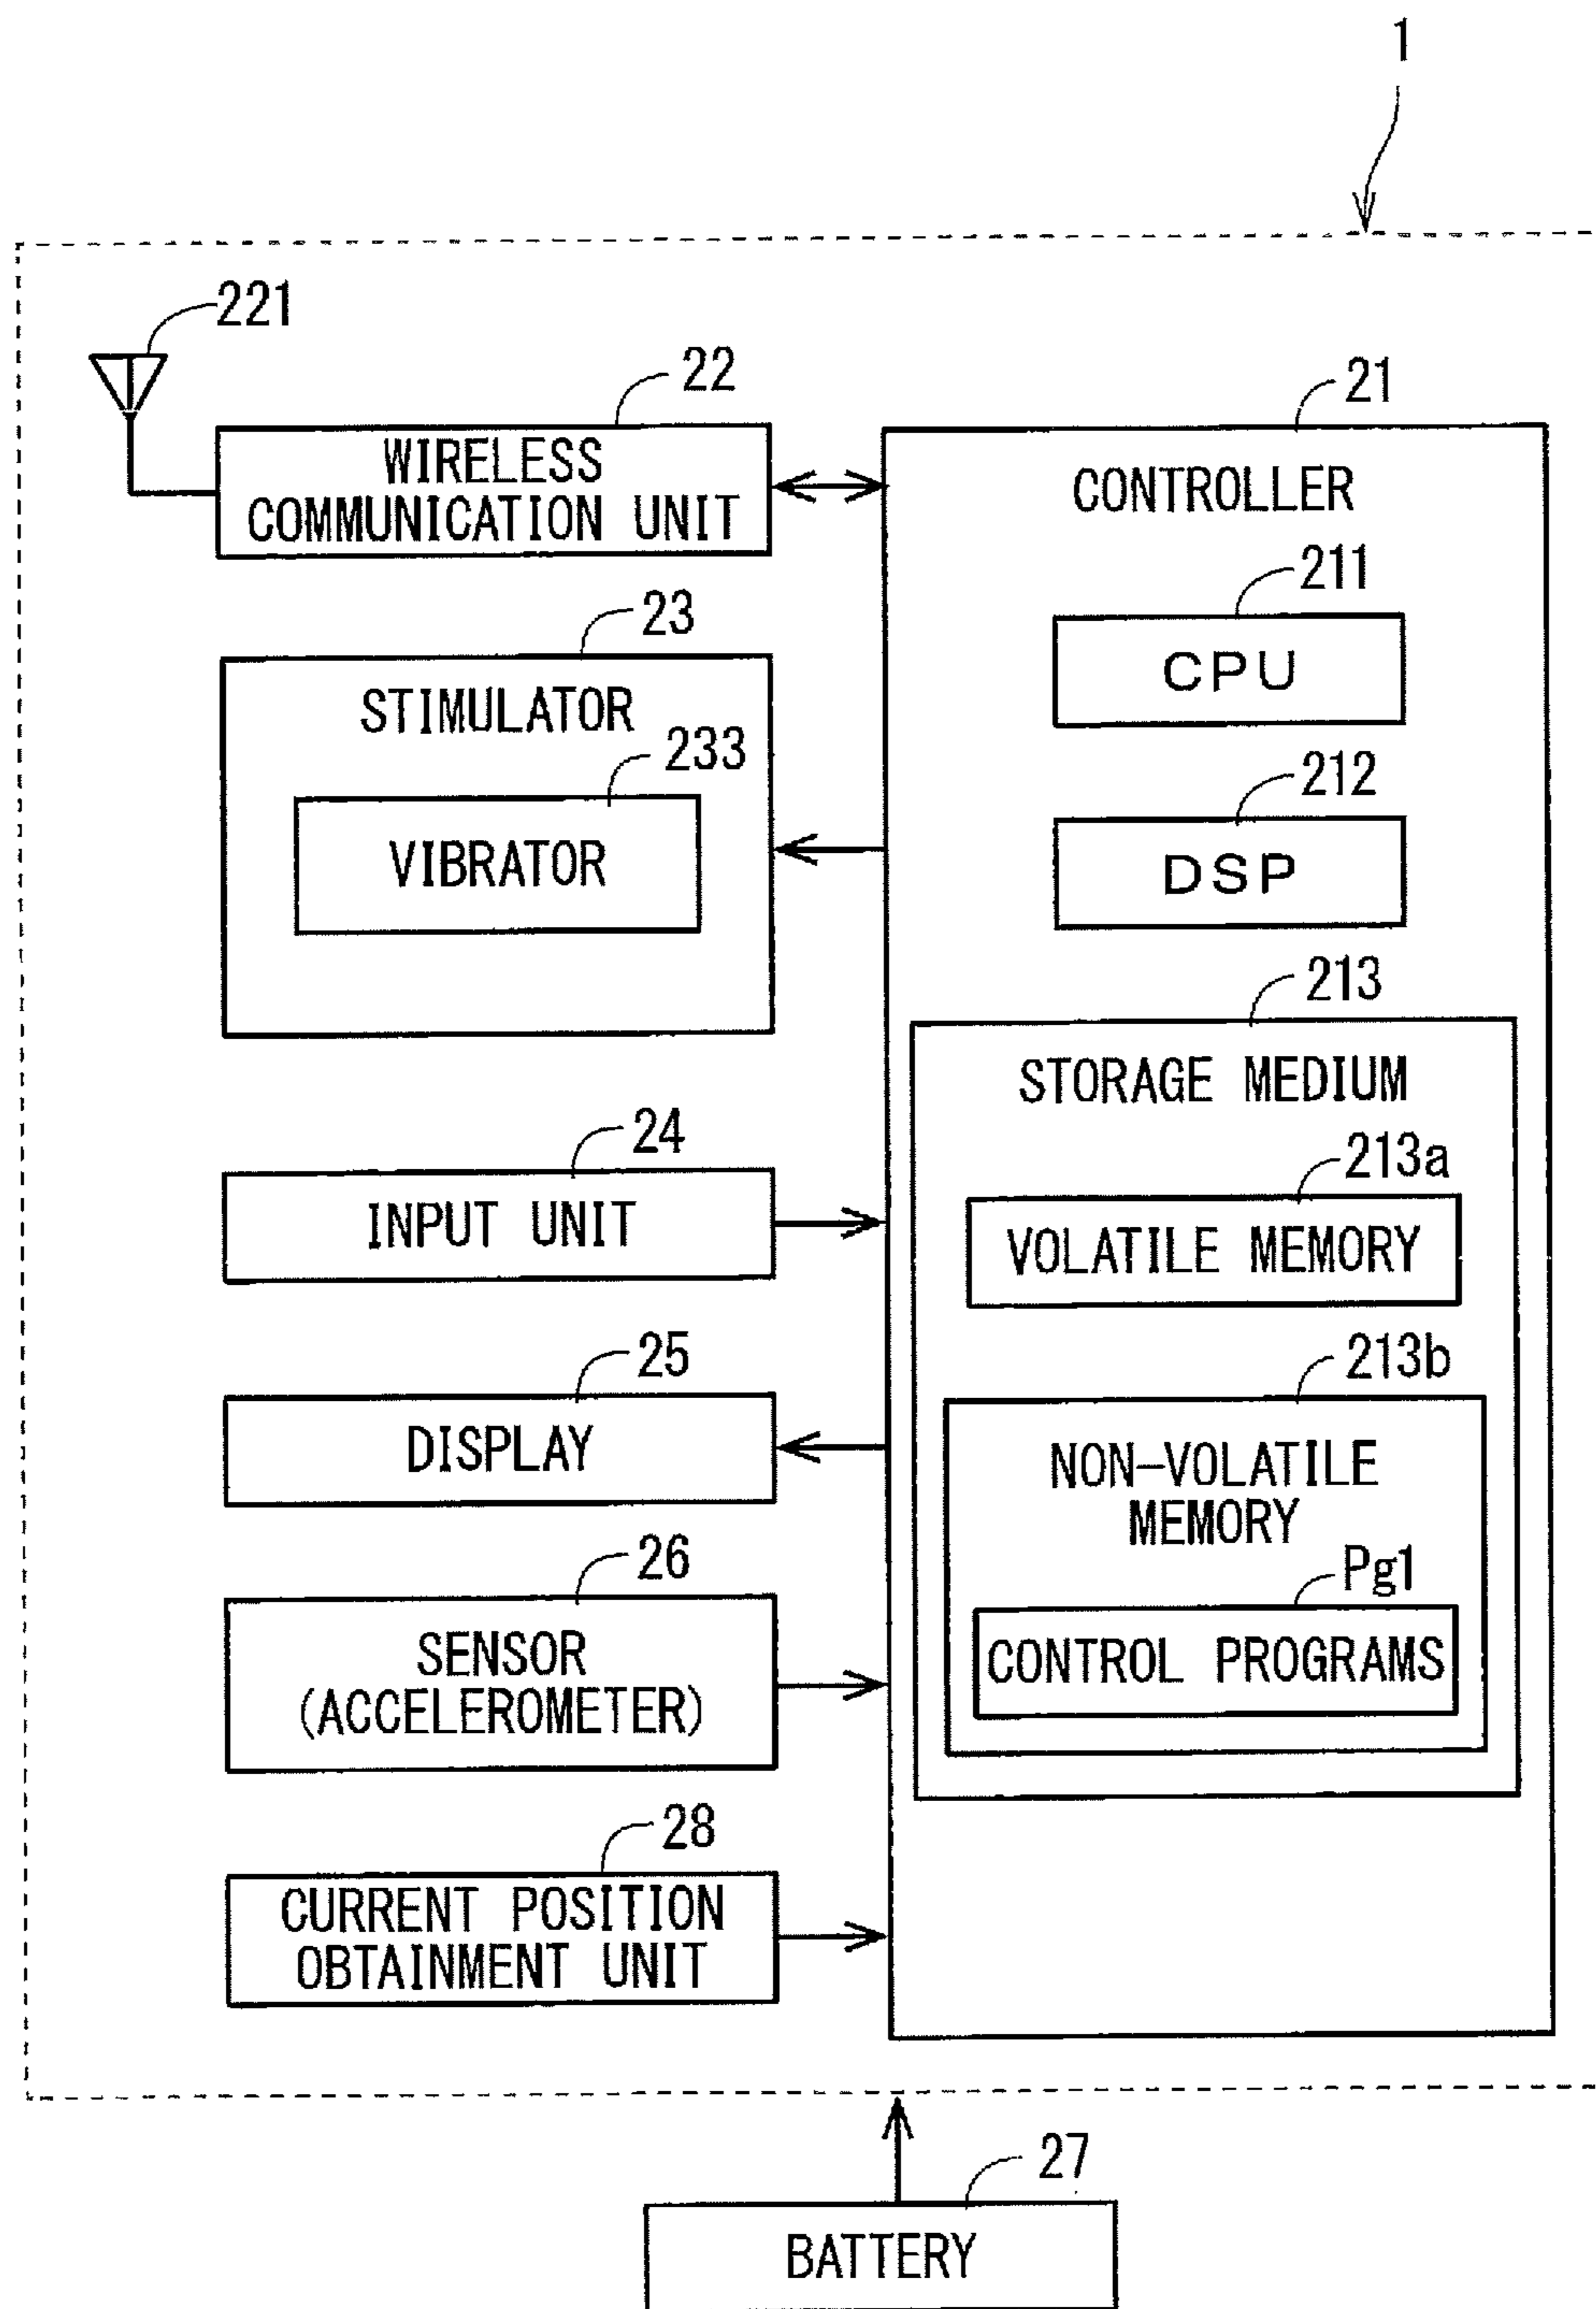 1
221
22
WIRELESS
COMMUNICATION UNIT
23
STIMULATOR
233
VIBRATOR
24
INPUT UNIT
25
DISPLAY
26
SENSOR
(ACCELEROMETER)
28
CURRENT POSITION
OBTAINMENT UNIT
21
CONTROLLER
211
CPU
212
DSP
213
STORAGE MEDIUM
213a
VOLATILE MEMORY
213b
NON-VOLATILE
MEMORY
Pg1
CONTROL PROGRAMS
27
BATTERY